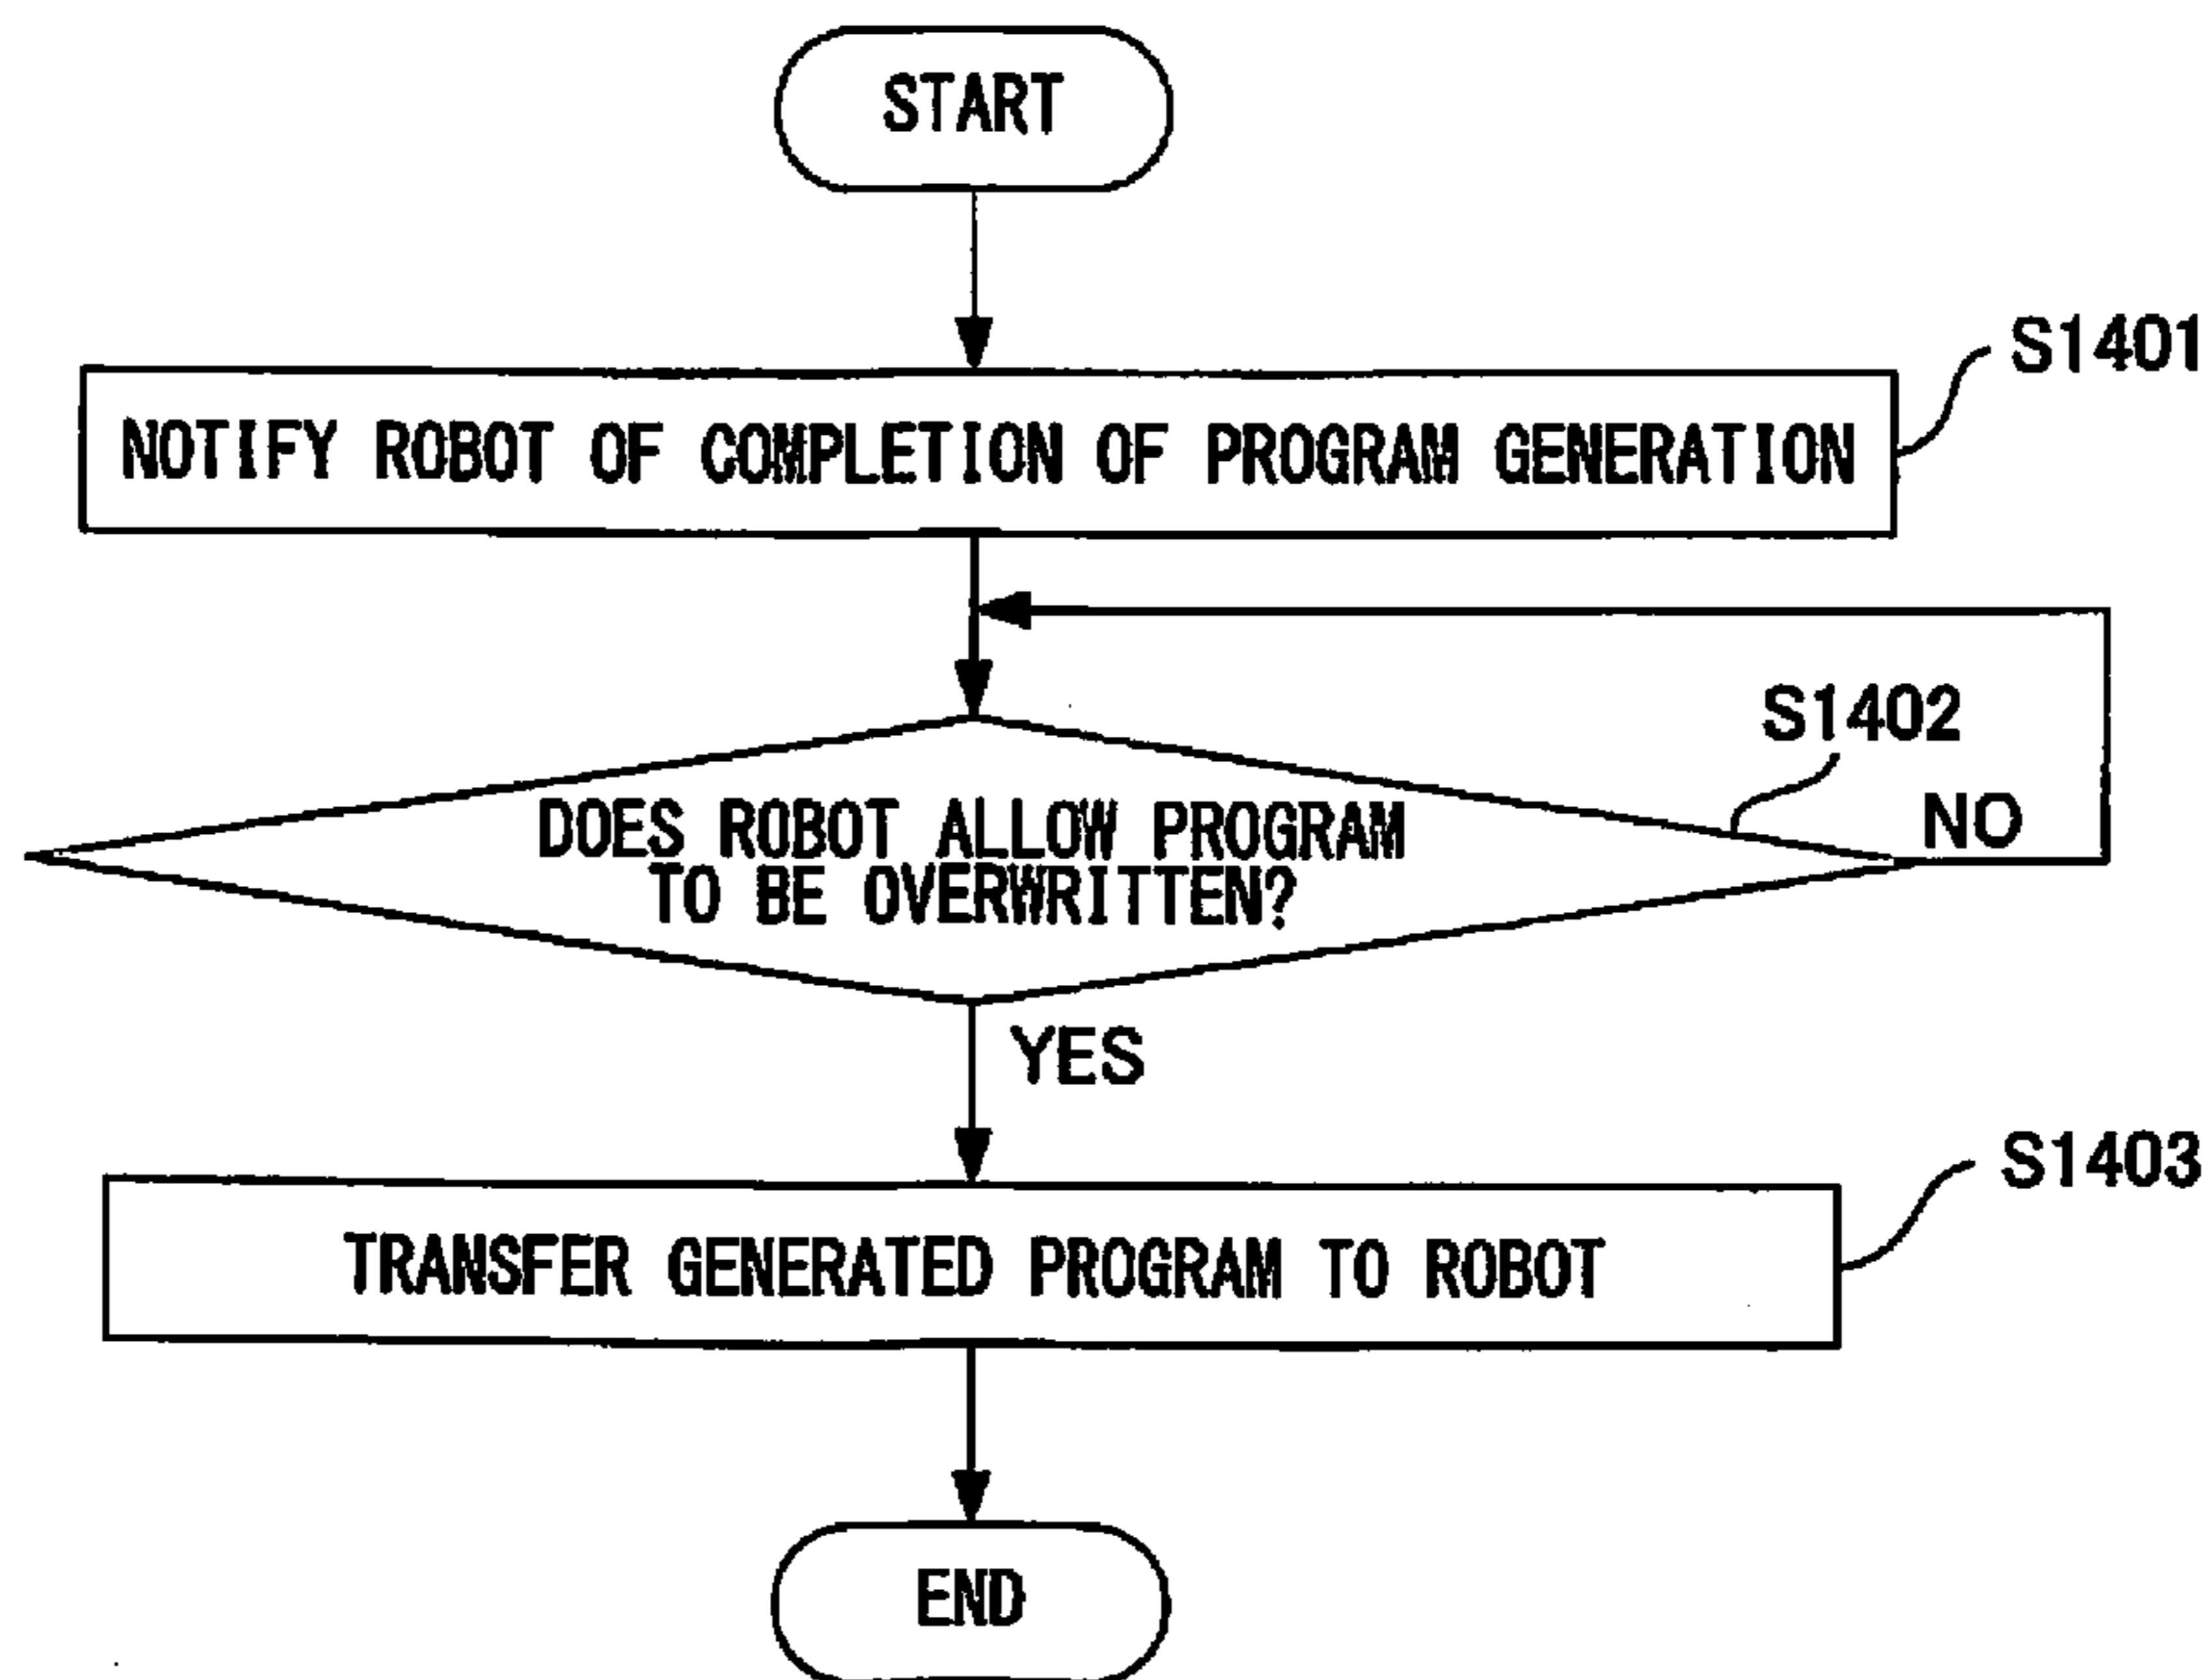 START
S1401
NOTIFY ROBOT OF COMPLETION OF PROGRAM GENERATION
S1402
NO
DOES ROBOT ALLOW PROGRAM
TO BE OVERWRITTEN?
YES
S1403
TRANSFER GENERATED PROGRAM TO ROBOT
END